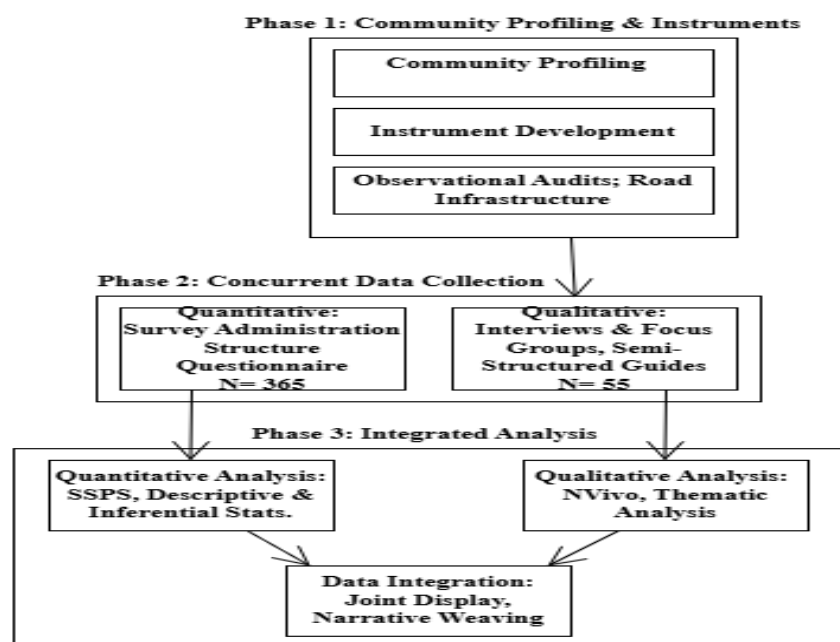 Phase 1: Community Profiling & Instruments
Community Profiling
Instrument Development
Observational Audits; Road
Infrastructure
Phase 2: Concurrent Data Collection
Quantitative:
Survey Administration
Structure
Questionnaire
N= 365
Qualitative:
Interviews & Focus
Groups, Semi-
Structured Guides
N= 55
Phase 3: Integrated Analysis
Quantitative Analysis:
SSPS, Descriptive &
Inferential Stats.
Qualitative Analysis:
NVivo, Thematic
Analysis
Data Integration:
Joint Display,
Narrative Weaving